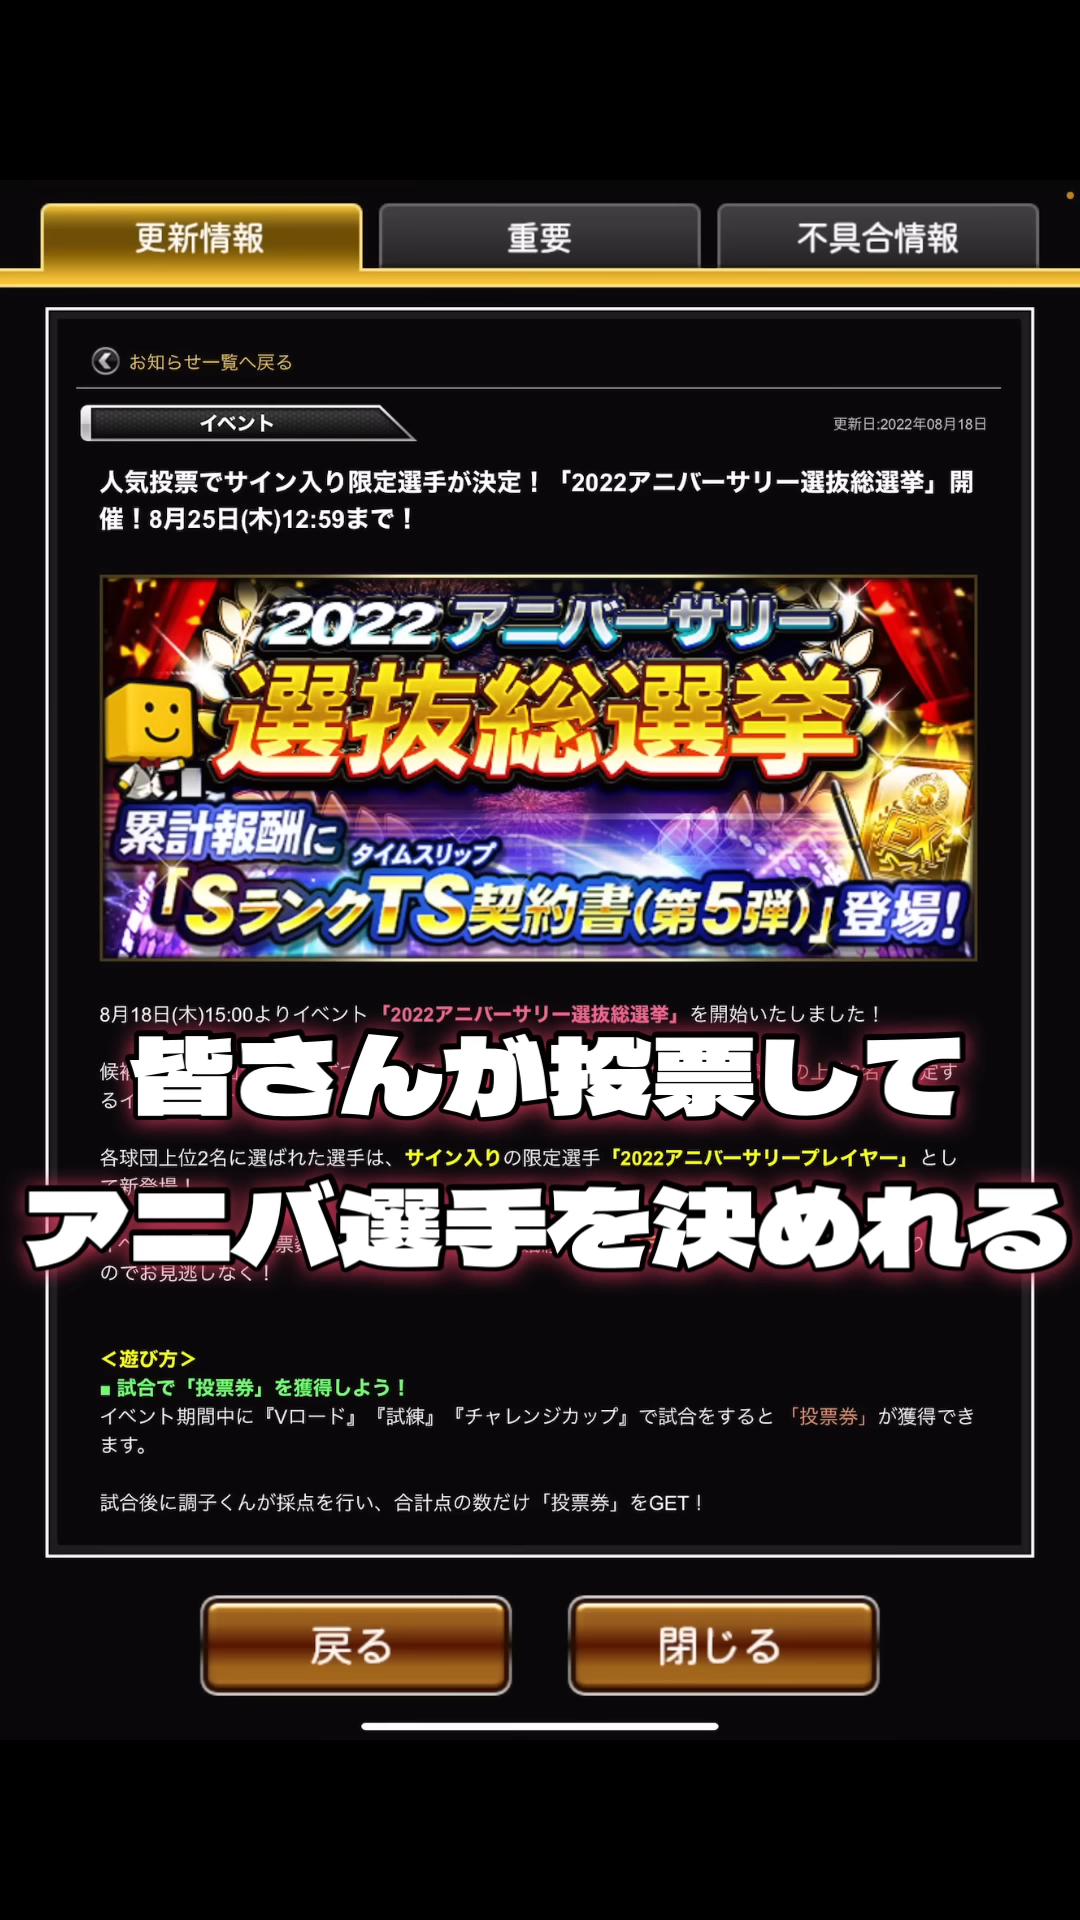 更新情報
重要
不具合情報
お知らせ一覧へ戻る
イベント
更新日:2022年08月18日
人気投票でサイン入り限定選手が決定！「2022アニバーサリー選抜総選挙」開
催！8月25日(木)12:59まで！
2022アニバーサリー
選抜総選挙
累計報酬に
タイムスリップ
「SランクTS契約書(第5弾)」登場!
8月18日(木)15:00よりイベント「2022アニバーサリー選抜総選挙」を開始いたしました！
皆さんが投票して
各球団上位2名に選ばれた選手は、サイン入りの限定選手「2022アニバーサリープレイヤー」とし
て新登場！
アニバ選手を決めれる
のでお見逃しなく！
＜遊び方＞
■ 試合で「投票券」を獲得しよう！
イベント期間中に『Vロード』『試練』『チャレンジカップ』で試合をすると「投票券」が獲得でき
ます。
試合後に調子くんが採点を行い、合計点の数だけ「投票券」をGET！
戻る
閉じる